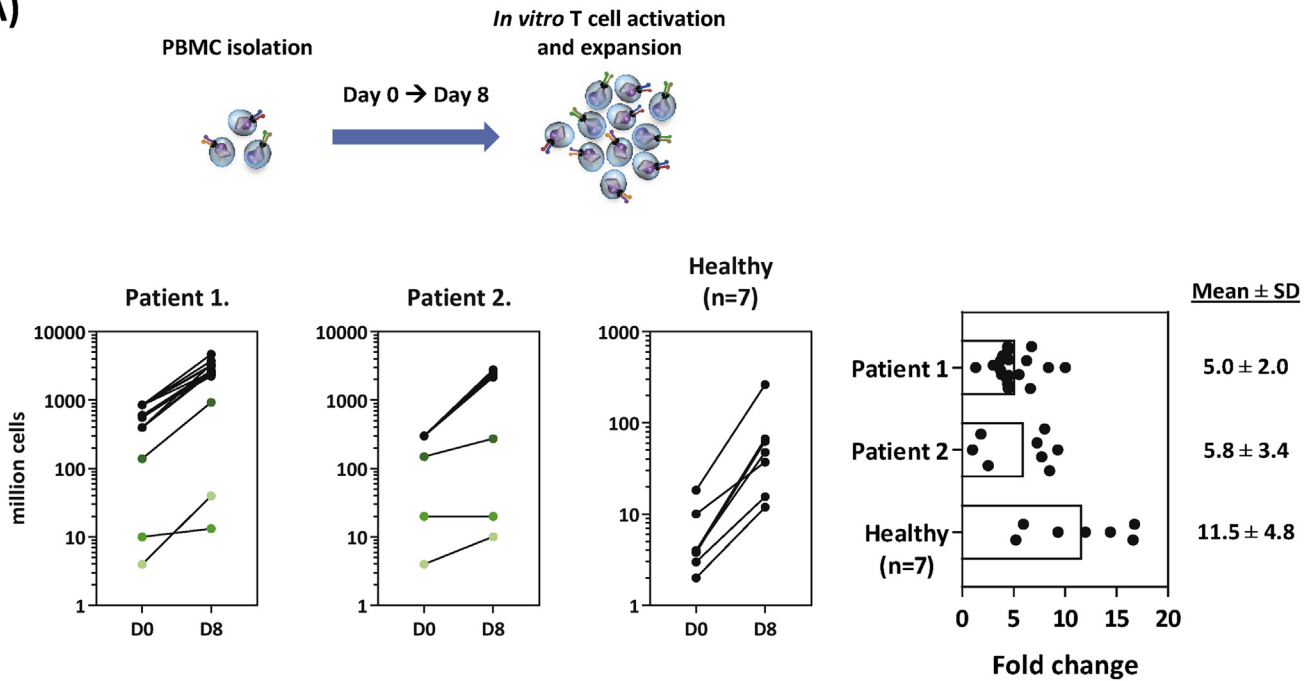 A)
PBMC isolation
In vitro T cell activation
and expansion
Day 0 → Day 8
Patient 1.
Patient 2.
Healthy
(n=7)
million cells
10000
1000
100
10
1
D0 D8
10000
1000
100
10
1
D0 D8
1000
100
10
1
D0 D8
Mean ± SD
Patient 1 5.0 ± 2.0
Patient 2 5.8 ± 3.4
Healthy 11.5 ± 4.8
(n=7)
0 5 10 15 20
Fold change